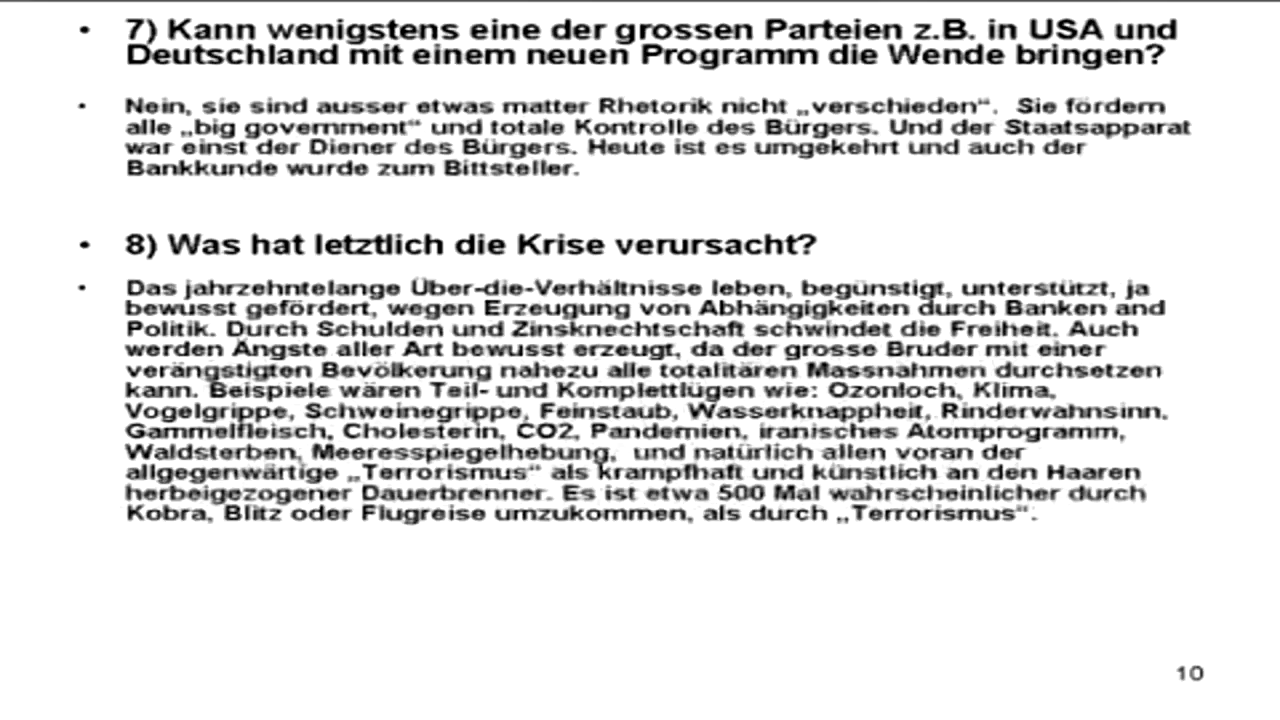 • 7) Kann wenigstens eine der grossen Parteien z.B. in USA und
Deutschland mit einem neuen Programm die Wende bringen?
• Nein, sie sind ausser etwas matter Rhetorik nicht „verschieden“. Sie fördern
alle „big government“ und totale Kontrolle des Bürgers. Und der Staatsapparat
war einst der Diener des Bürgers. Heute ist es umgekehrt und auch der
Bankkunde wurde zum Bittsteller.
• 8) Was hat letztlich die Krise verursacht?
• Das jahrzehntelange Über-die-Verhältnisse leben, begünstigt, unterstützt, ja
bewusst gefördert, wegen Erzeugung von Abhängigkeiten durch Banken and
Politik. Durch Schulden und Zinsknechtschaft schwindet die Freiheit. Auch
werden Ängste aller Art bewusst erzeugt, da der grosse Bruder mit einer
verängstigten Bevölkerung nahezu alle totalitären Massnahmen durchsetzen
kann. Beispiele wären Teil- und Komplettlügen wie: Ozonloch, Klima,
Vogelgrippe, Schweinegrippe, Feinstaub, Wasserknappheit, Rinderwahnsinn,
Gammelfleisch, Cholesterin, CO2, Pandemien, iranisches Atomprogramm,
Waldsterben, Meeresspiegelhebung, und natürlich allen voran der
allgegenwärtige „Terrorismus“ als krampfhaft und künstlich an den Haaren
herbeigezogener Dauerbrenner. Es ist etwa 500 Mal wahrscheinlicher durch
Kobra, Blitz oder Flugreise umzukommen, als durch „Terrorismus“.
10